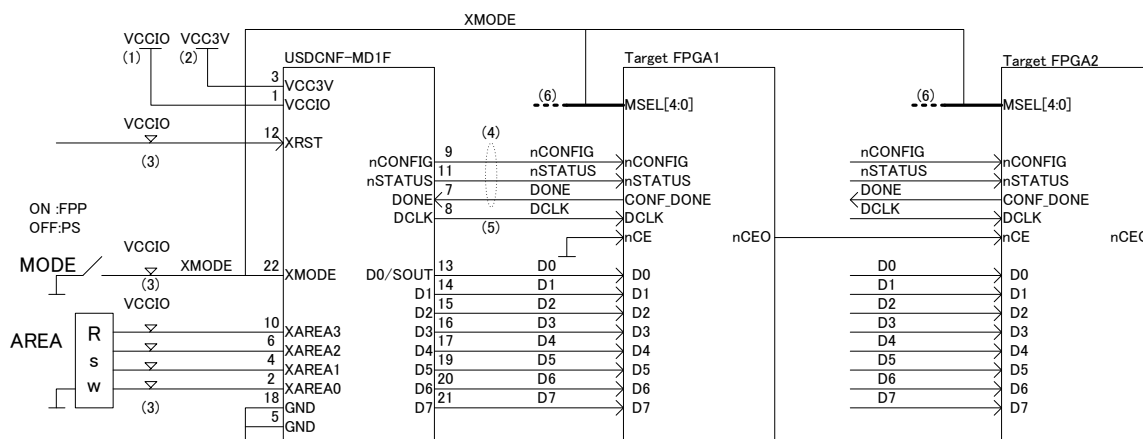 XMODE
VCCIO VCC3V
(1) (2)
USDCNF-MD1F Target FPGA1 Target FPGA2
3 VCC3V
1 VCCIO (6) MSEL[4:0] (6) MSEL[4:0]
VCCIO
12 XRST (4)
(3)
nCONFIG 9 nCONFIG nCONFIG nCONFIG nCONFIG
nSTATUS 11 nSTATUS nSTATUS nSTATUS nSTATUS
DONE 7 DONE CONF_DONE DONE CONF_DONE
DCLK 8 DCLK DCLK DCLK DCLK
(5)
ON :FPP
OFF:PS
nCE nCEO nCE nCEO
VCCIO
MODE XMODE 22 XMODE D0/SOUT 13 D0 D0 D0 D0
(3)
D1 14 D1 D1 D1 D1
VCCIO
D2 15 D2 D2 D2 D2
AREA Rsw 10 XAREA3 D3 16 D3 D3 D3 D3
6 XAREA2 D4 17 D4 D4 D4 D4
4 XAREA1 D5 19 D5 D5 D5 D5
2 XAREA0 D6 20 D6 D6 D6 D6
(3)
18 GND D7 21 D7 D7 D7 D7
5 GND